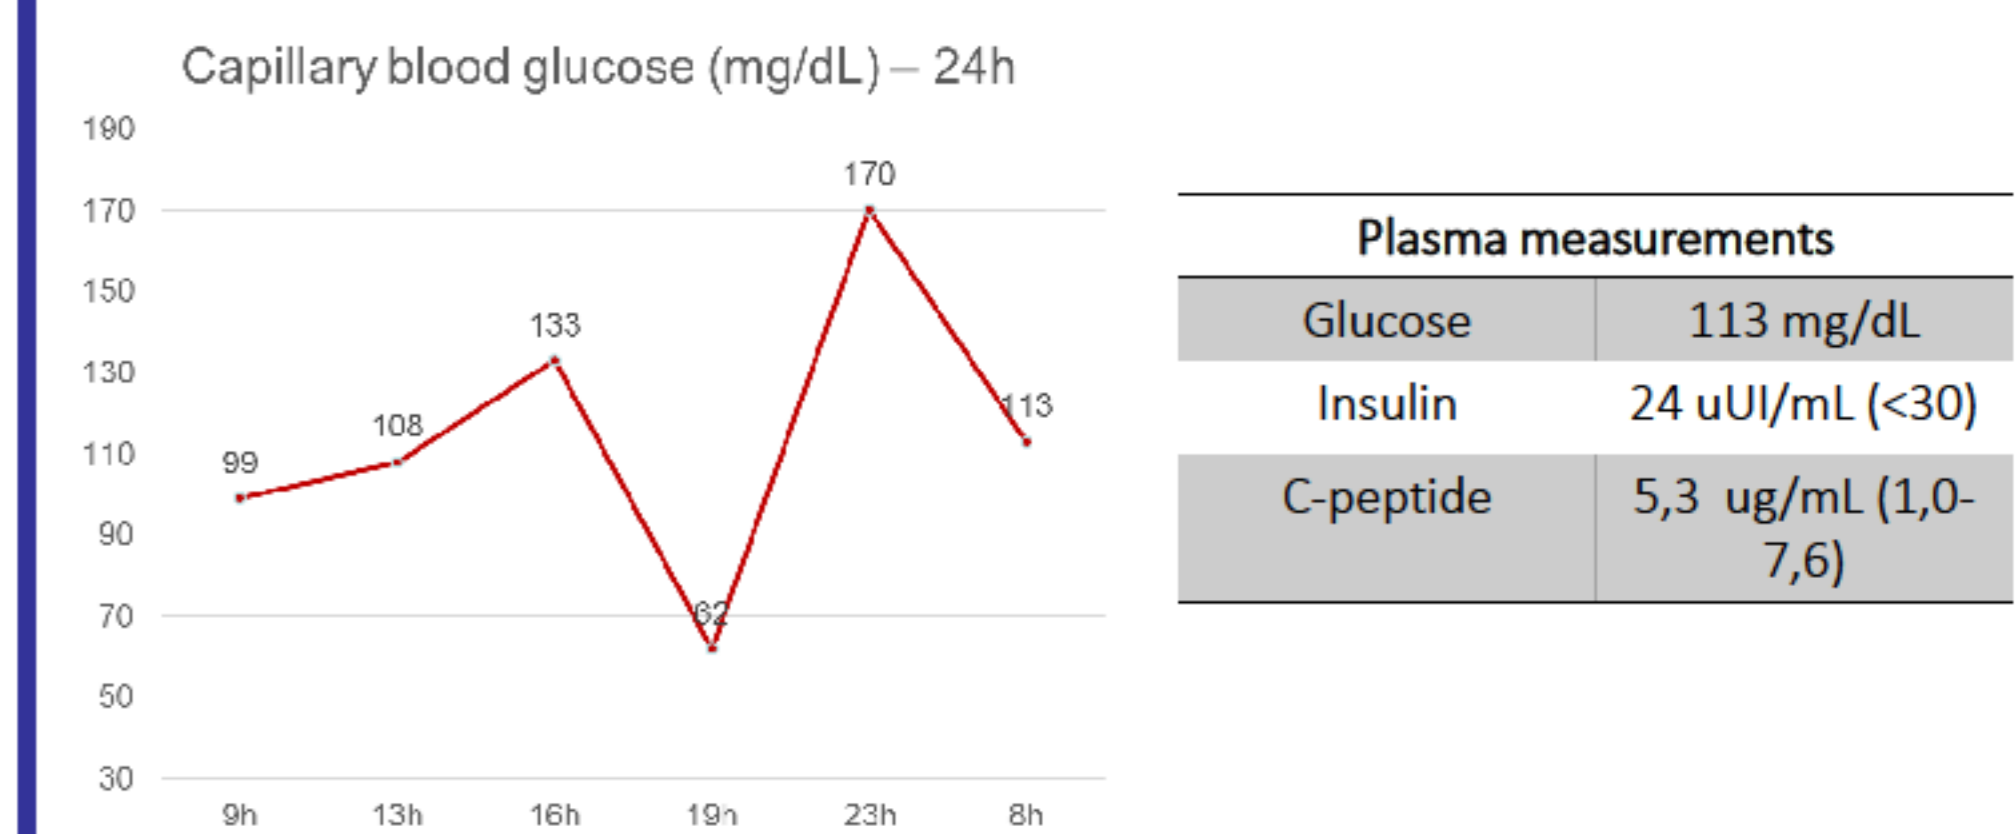 Capillary blood glucose (mg/dL) – 24h
190
170
150
130
110
90
70
50
30
99
108
133
62
170
113
9h 13h 16h 19h 23h 8h
Plasma measurements
Glucose 113 mg/dL
Insulin 24 uUI/mL (<30)
C-peptide 5,3 ug/mL (1,0-
7,6)